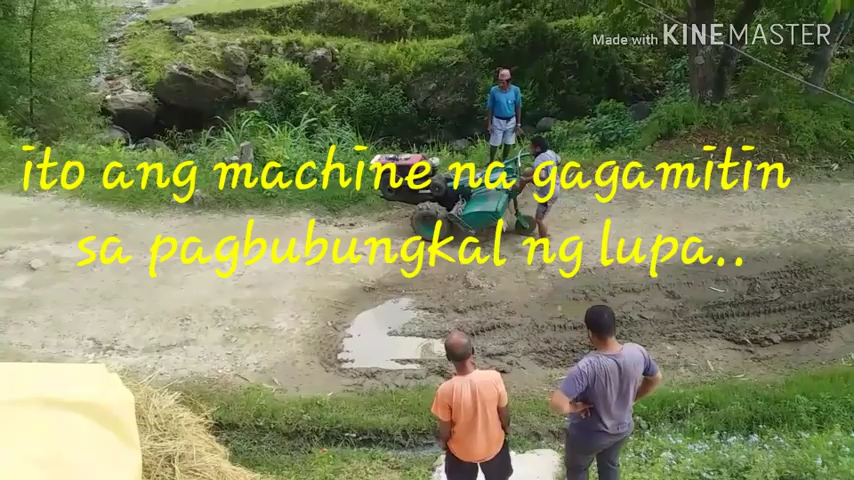 Made with KINEMASTER
ito ang machine na gagamitin
sa pagbubungkal ng lupa..